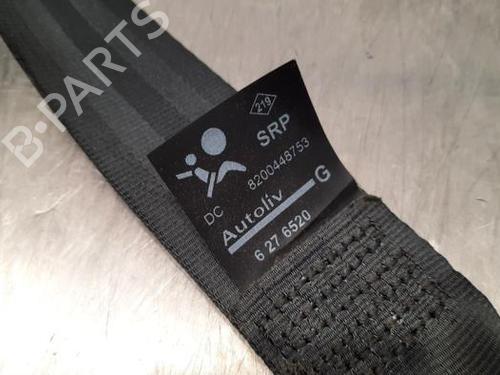 B-PARTS
219
SRP
DC 8200448753
Autoliv G
6 27 6520